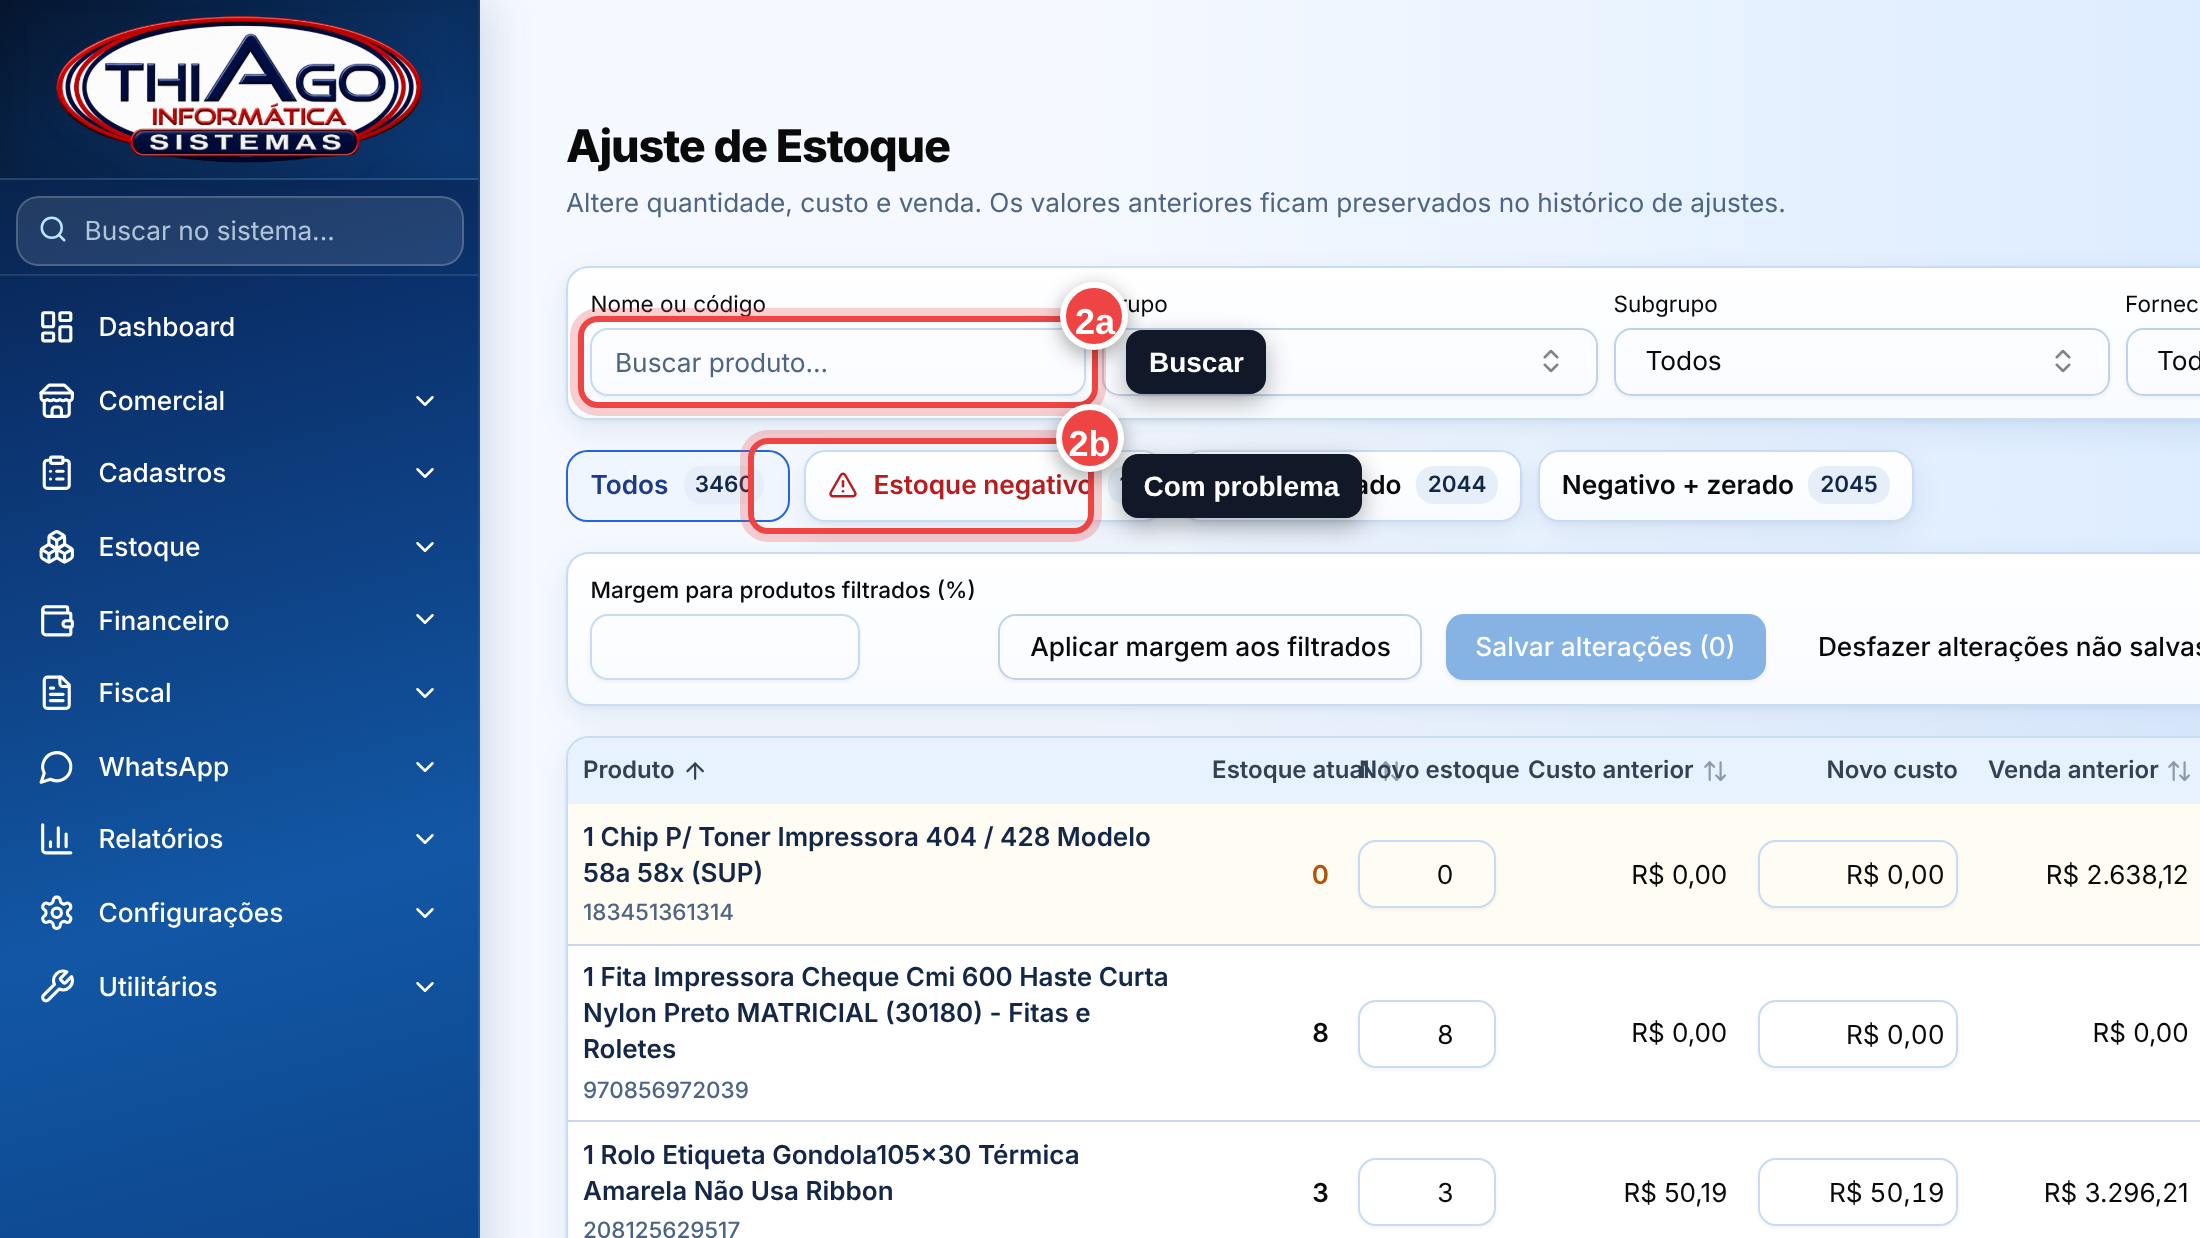 THIAGO
INFORMÁTICA
SISTEMAS
Buscar no sistema...
Dashboard
Comercial
Cadastros
Estoque
Financeiro
Fiscal
WhatsApp
Relatórios
Configurações
Utilitários
Ajuste de Estoque
Altere quantidade, custo e venda. Os valores anteriores ficam preservados no histórico de ajustes.
Nome ou código
Subgrupo
Buscar produto...
2a
Buscar
Todos
Todos 3460
Estoque negativo
2b
Com problema
2044
Negativo + zerado 2045
Margem para produtos filtrados (%)
Aplicar margem aos filtrados
Salvar alterações (0)
Desfazer alterações não salvas
Produto Estoque atual Novo estoque Custo anterior Novo custo Venda anterior
1 Chip P/ Toner Impressora 404 / 428 Modelo
58a 58x (SUP)
183451361314
0 0 R$ 0,00 R$ 0,00 R$ 2.638,12
1 Fita Impressora Cheque Cmi 600 Haste Curta
Nylon Preto MATRICIAL (30180) - Fitas e
Roletes
970856972039
8 8 R$ 0,00 R$ 0,00 R$ 0,00
1 Rolo Etiqueta Gondola105x30 Térmica
Amarela Não Usa Ribbon
208125629517
3 3 R$ 50,19 R$ 50,19 R$ 3.296,21